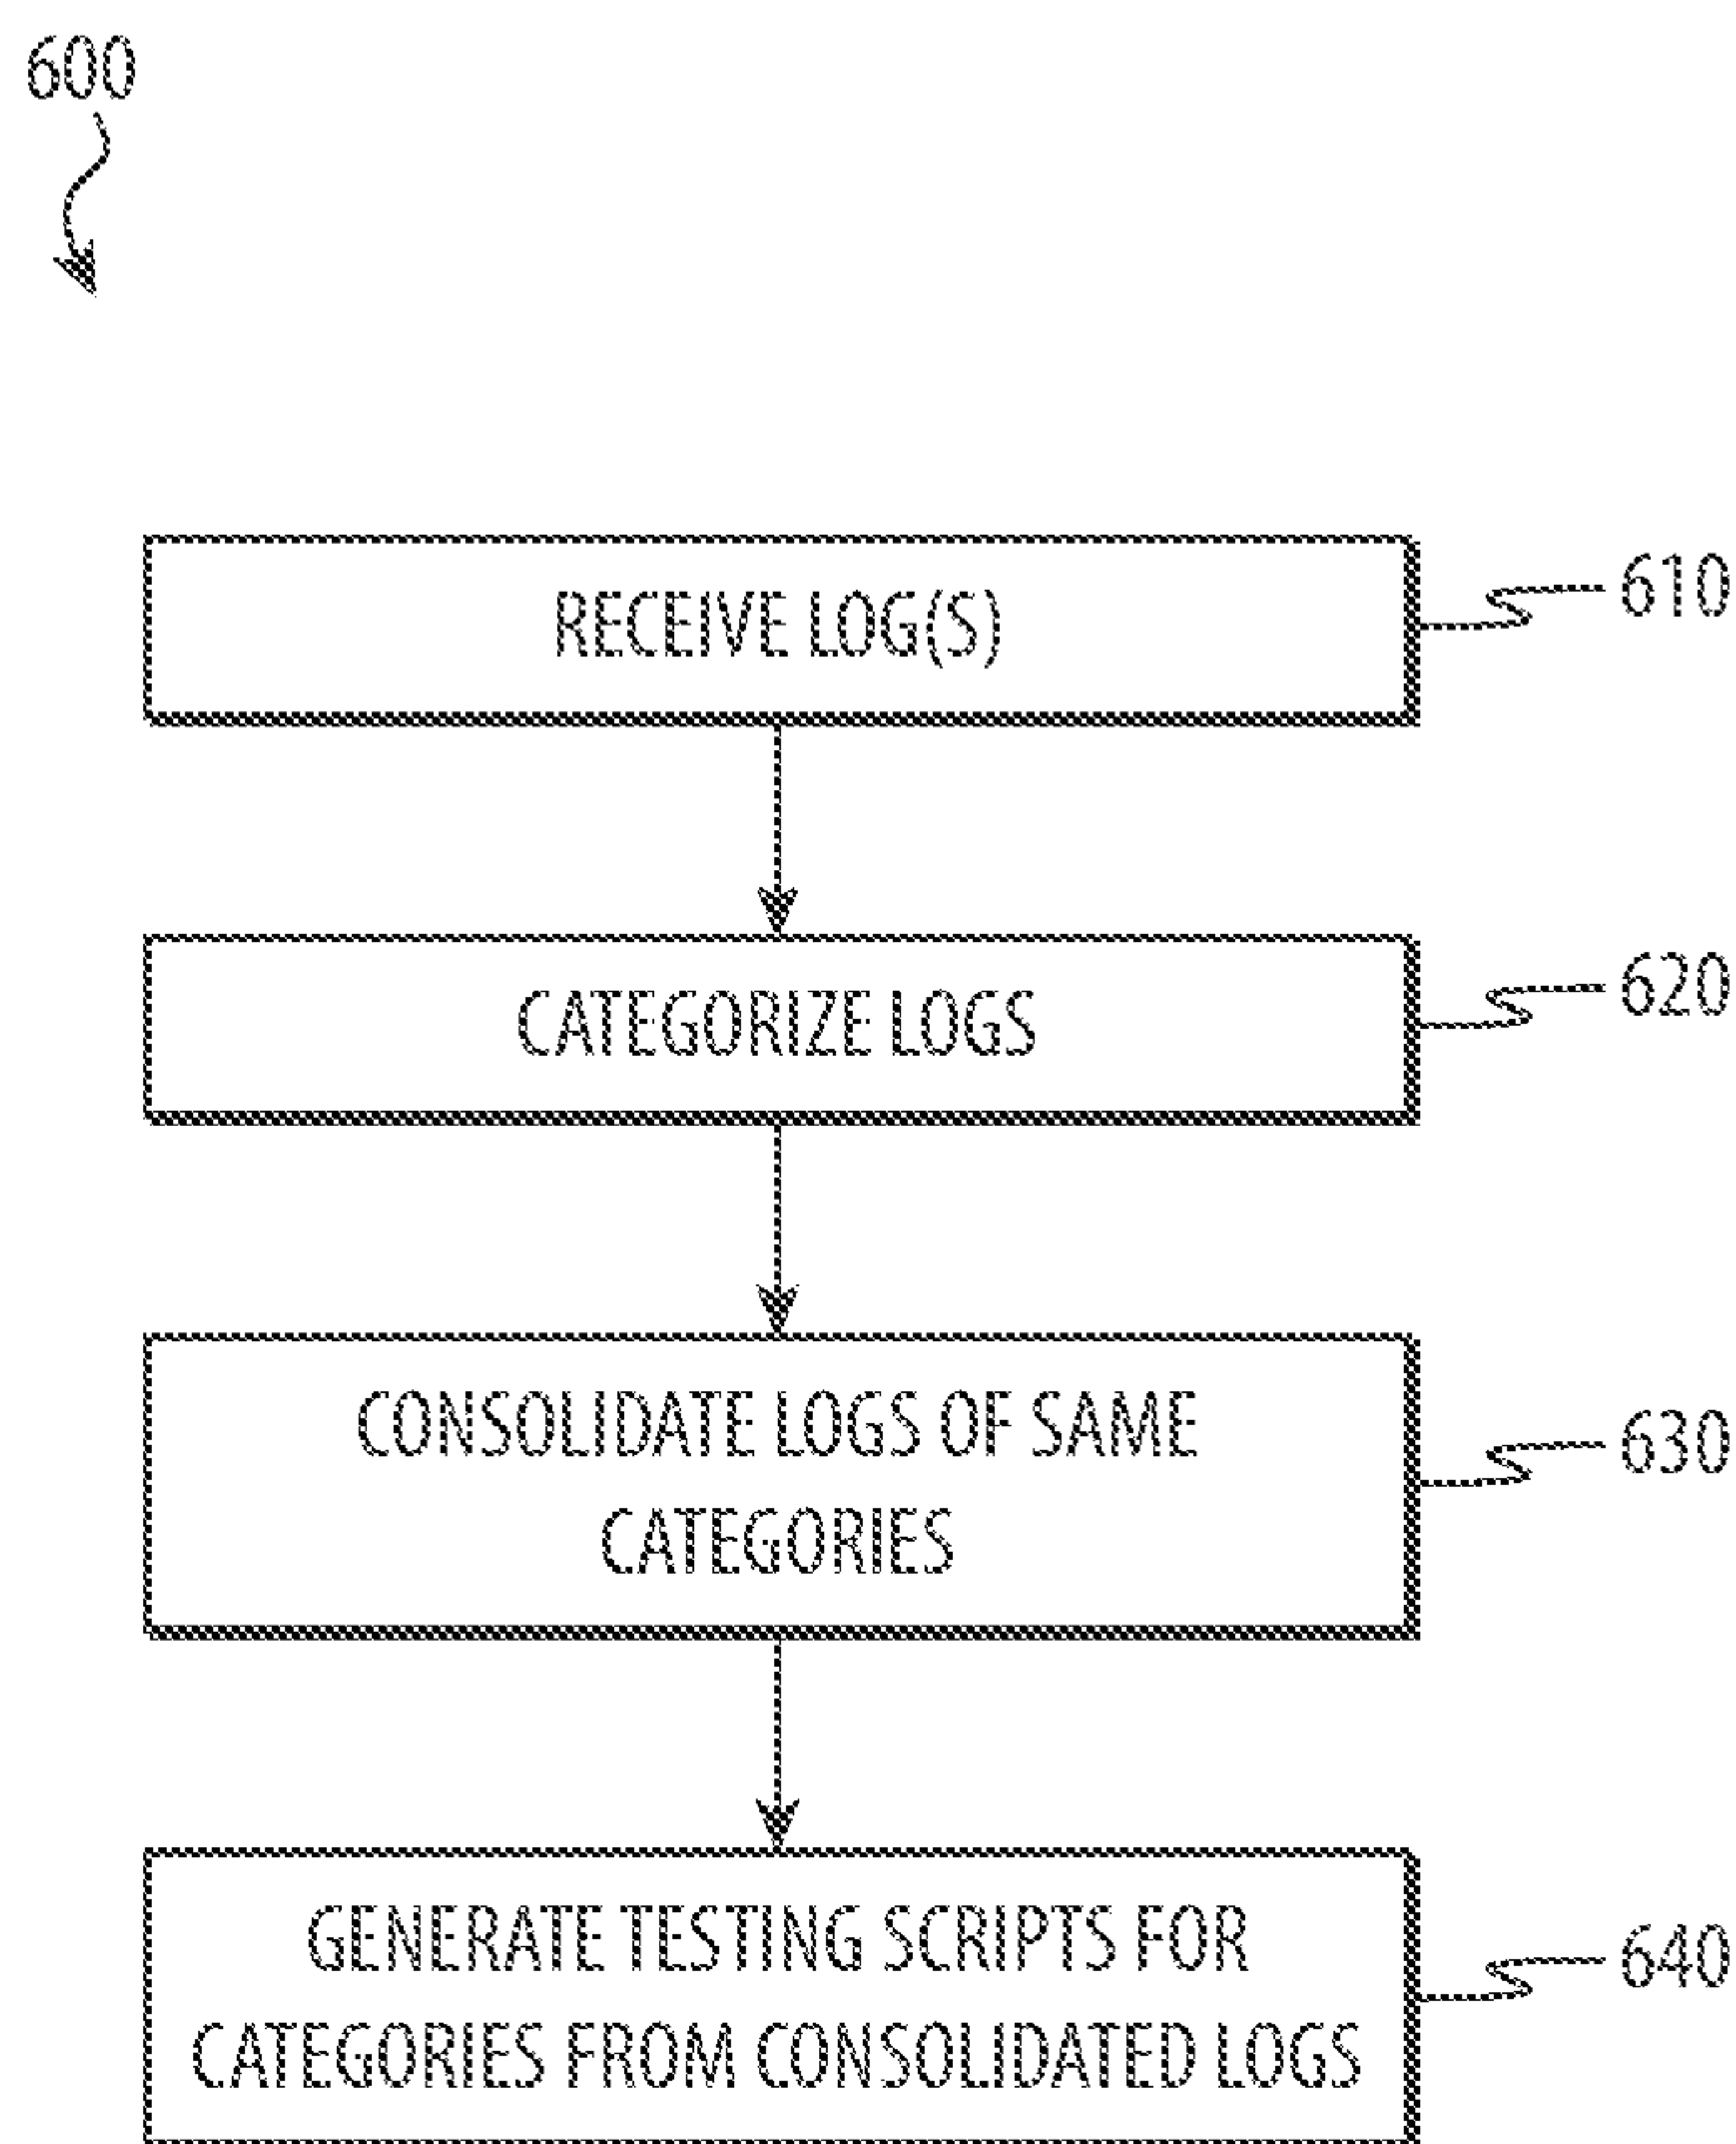 600
RECEIVE LOG(S)
610
CATEGORIZE LOGS
620
CONSOLIDATE LOGS OF SAME
CATEGORIES
630
GENERATE TESTING SCRIPTS FOR
CATEGORIES FROM CONSOLIDATED LOGS
640